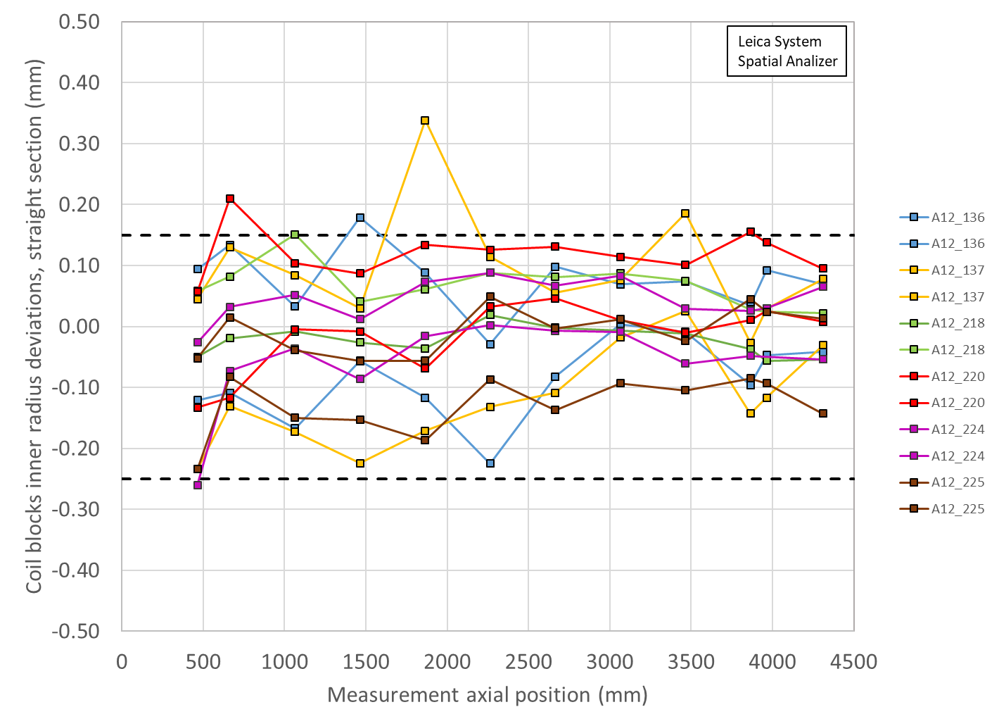 Coil blocks inner radius deviations, straight section (mm)
0.50
0.40
0.30
0.20
0.10
0.00
-0.10
-0.20
-0.30
-0.40
-0.50
Leica System
Spatial Analizer
0 500 1000 1500 2000 2500 3000 3500 4000 4500
Measurement axial position (mm)
A12_136
A12_136
A12_137
A12_137
A12_218
A12_218
A12_220
A12_220
A12_224
A12_224
A12_225
A12_225